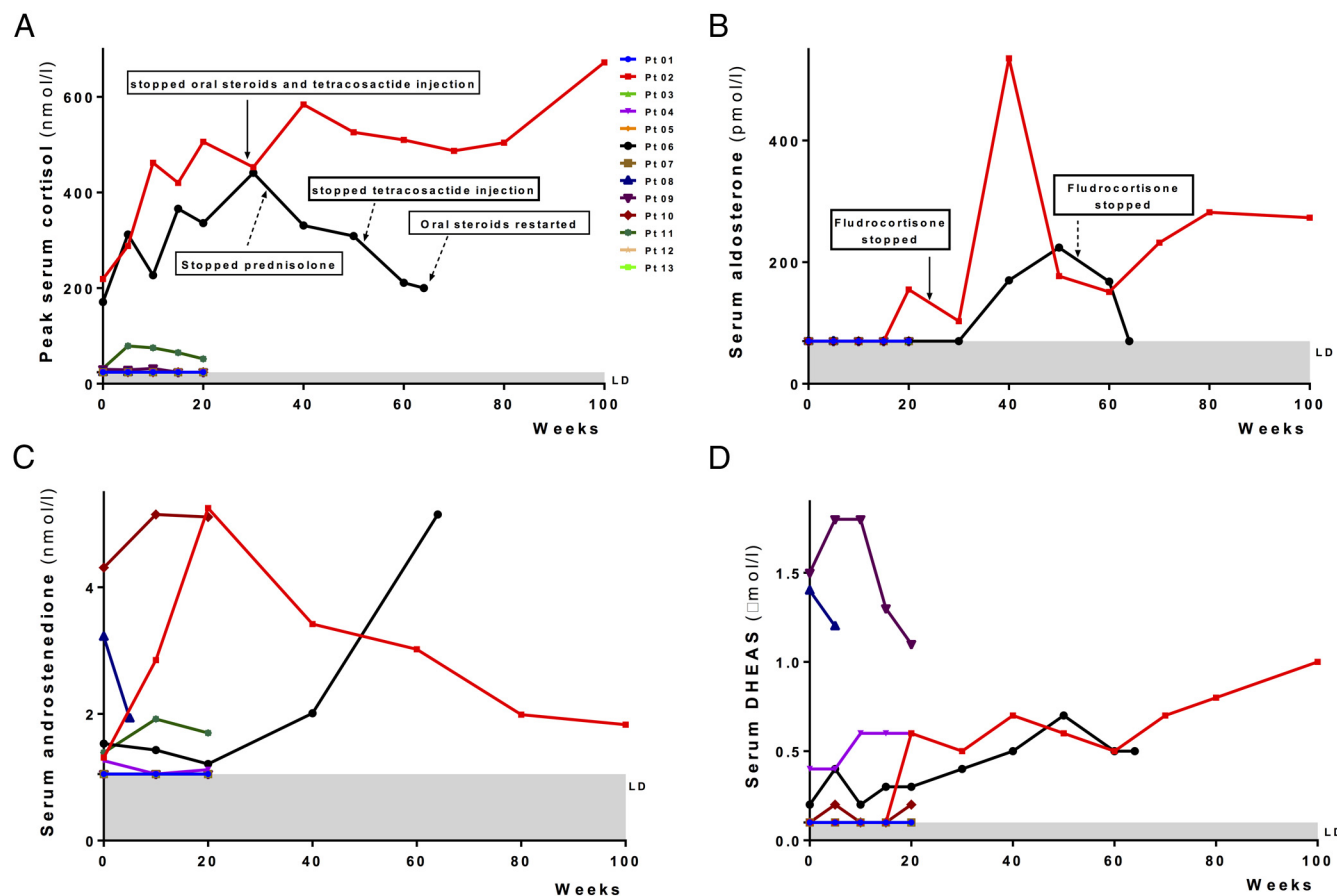 A
Peak serum cortisol (nmol/l)
600
400
200
0
stopped oral steroids and tetracosactide injection
stopped tetracosactide injection
Oral steroids restarted
Stopped prednisolone
LD
0 20 40 60 80 100
Weeks
Pt 01
Pt 02
Pt 03
Pt 04
Pt 05
Pt 06
Pt 07
Pt 08
Pt 09
Pt 10
Pt 11
Pt 12
Pt 13
B
Serum aldosterone (pmol/l)
400
200
0
Fludrocortisone
stopped
Fludrocortisone
stopped
LD
0 20 40 60 80 100
Weeks
C
Serum androstenedione (nmol/l)
4
2
0
LD
0 20 40 60 80 100
Weeks
D
Serum DHEAS (□mol/l)
1.5
1.0
0.5
0.0
LD
0 20 40 60 80 100
Weeks